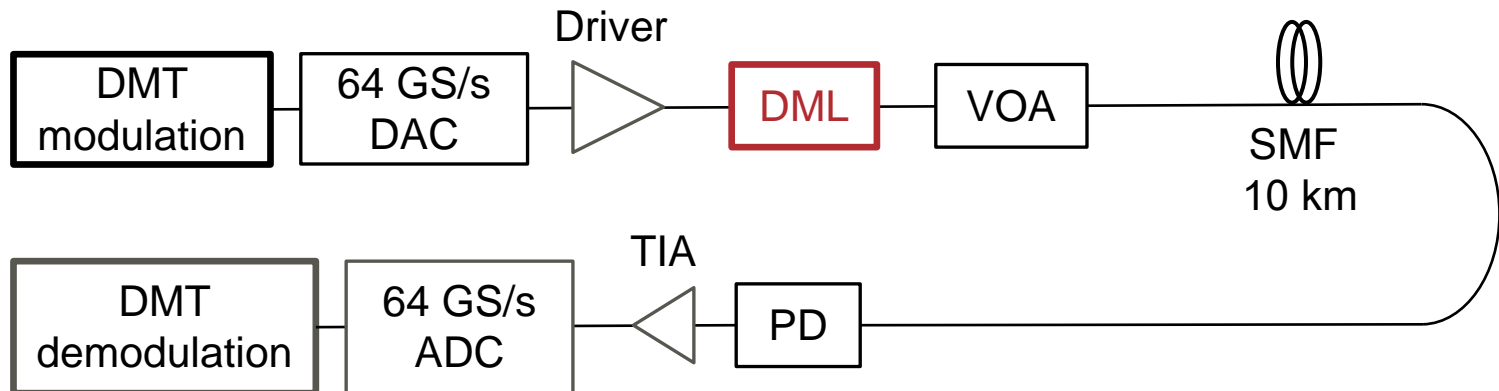 Driver
DMT
modulation
64 GS/s
DAC
DML
VOA
SMF
10 km
TIA
DMT
demodulation
64 GS/s
ADC
PD